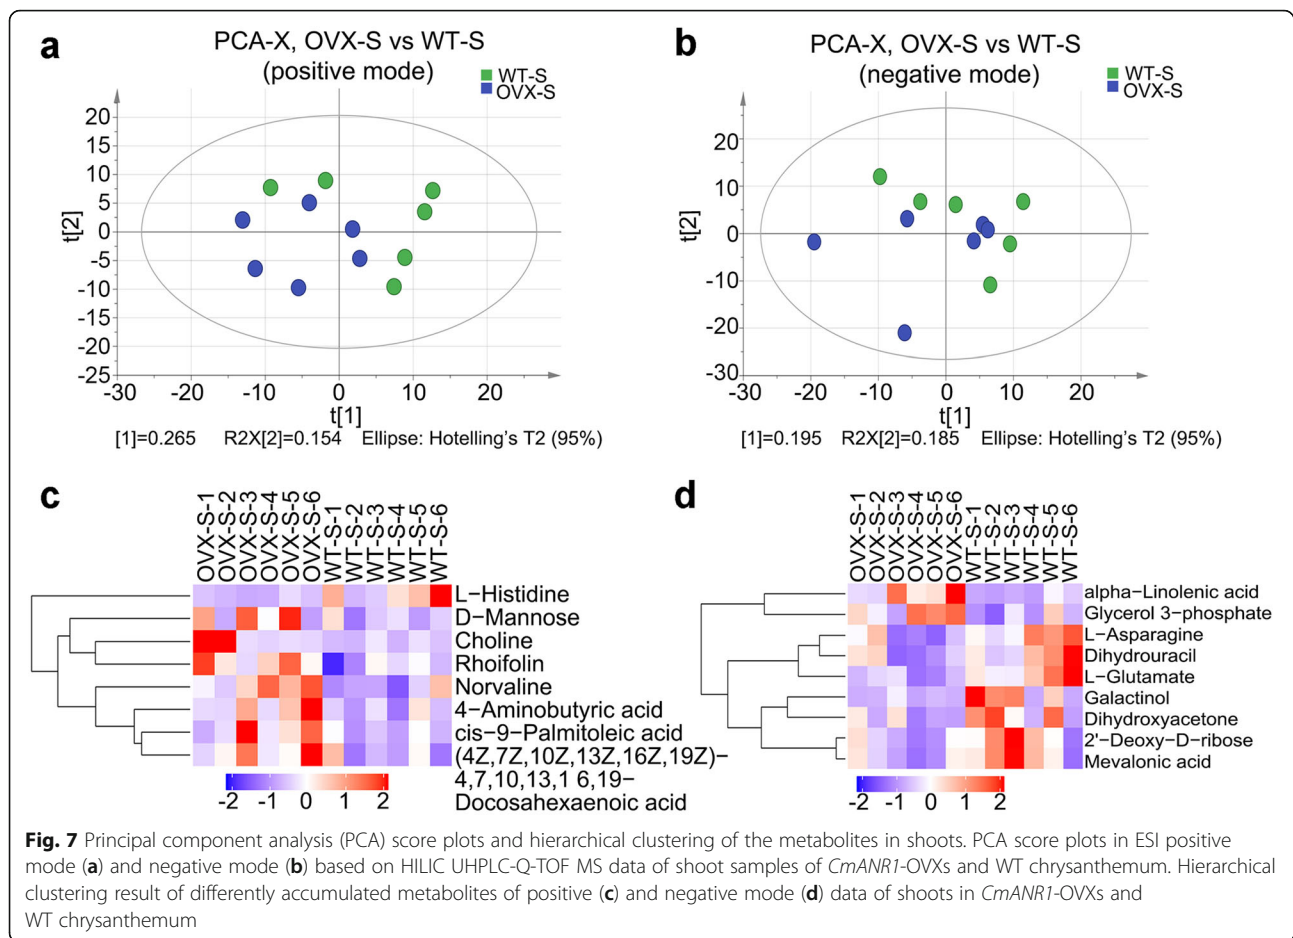 a
PCA-X, OVX-S vs WT-S
(positive mode)
WT-S
OVX-S
20
15
10
5
0
-5
-10
-15
-20
-25
t[2]
-30 -20 -10 0 10 20
t[1]
[1]=0.265 R2X[2]=0.154 Ellipse: Hotelling's T2 (95%)
b
PCA-X, OVX-S vs WT-S
(negative mode)
WT-S
OVX-S
20
10
0
-10
-20
-30
t[2]
-30 -20 -10 0 10 20
t[1]
[1]=0.195 R2X[2]=0.185 Ellipse: Hotelling's T2 (95%)
c
OVX-S-1
OVX-S-2
OVX-S-3
OVX-S-4
OVX-S-5
OVX-S-6
WT-S-1
WT-S-2
WT-S-3
WT-S-4
WT-S-5
WT-S-6
L-Histidine
D-Mannose
Choline
Rhoifolin
Norvaline
4-Aminobutyric acid
cis-9-Palmitoleic acid
(4Z,7Z,10Z,13Z,16Z,19Z)-
4,7,10,13,1 6,19-
Docosahexaenoic acid
-2 -1 0 1 2
d
OVX-S-1
OVX-S-2
OVX-S-3
OVX-S-4
OVX-S-5
OVX-S-6
WT-S-1
WT-S-2
WT-S-3
WT-S-4
WT-S-5
WT-S-6
alpha-Linolenic acid
Glycerol 3-phosphate
L-Asparagine
Dihydrouracil
L-Glutamate
Galactinol
Dihydroxyacetone
2'-Deoxy-D-ribose
Mevalonic acid
-2 -1 0 1 2
Fig. 7 Principal component analysis (PCA) score plots and hierarchical clustering of the metabolites in shoots. PCA score plots in ESI positive
mode (a) and negative mode (b) based on HILIC UHPLC-Q-TOF MS data of shoot samples of CmANR1-OVXs and WT chrysanthemum. Hierarchical
clustering result of differently accumulated metabolites of positive (c) and negative mode (d) data of shoots in CmANR1-OVXs and
WT chrysanthemum